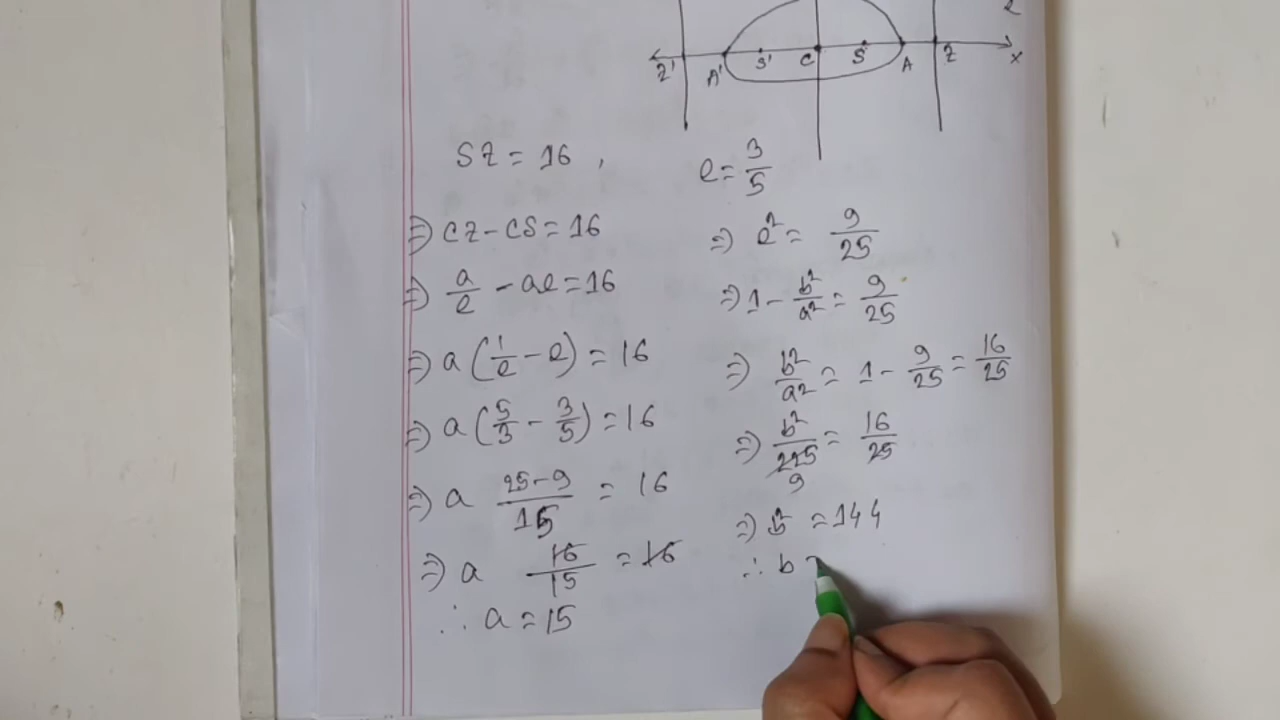 2
Z' A' S' C S A Z X
SZ = 16 ,
⇒ CZ - CS = 16
⇒ a/e - ae = 16
⇒ a (1/e - e) = 16
⇒ a (5/3 - 3/5) = 16
⇒ a (25-9)/15 = 16
⇒ a 16/15 = 16
∴ a = 15
e = 3/5
⇒ e² = 9/25
⇒ 1 - b²/a² = 9/25
⇒ b²/a² = 1 - 9/25 = 16/25
⇒ b²/225 = 16/25
9
⇒ b² = 144
∴ b =